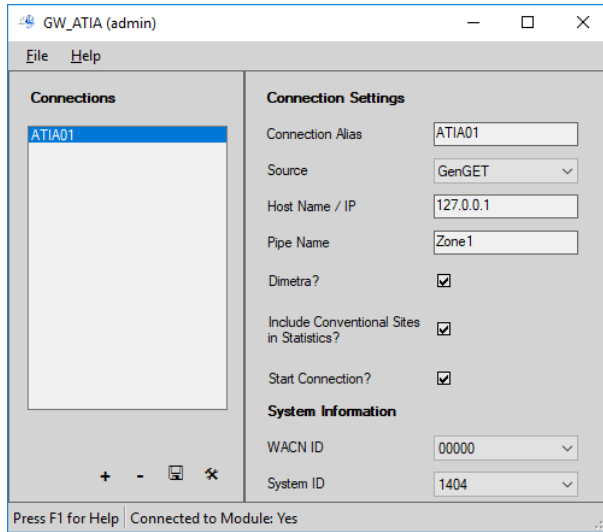 GW_ATIA (admin)
File Help
Connections
ATIA01
+ -
Connection Settings
Connection Alias ATIA01
Source GenGET
Host Name / IP 127.0.0.1
Pipe Name Zone1
Dimetra?
Include Conventional Sites
in Statistics?
Start Connection?
System Information
WACN ID 00000
System ID 1404
Press F1 for Help Connected to Module: Yes